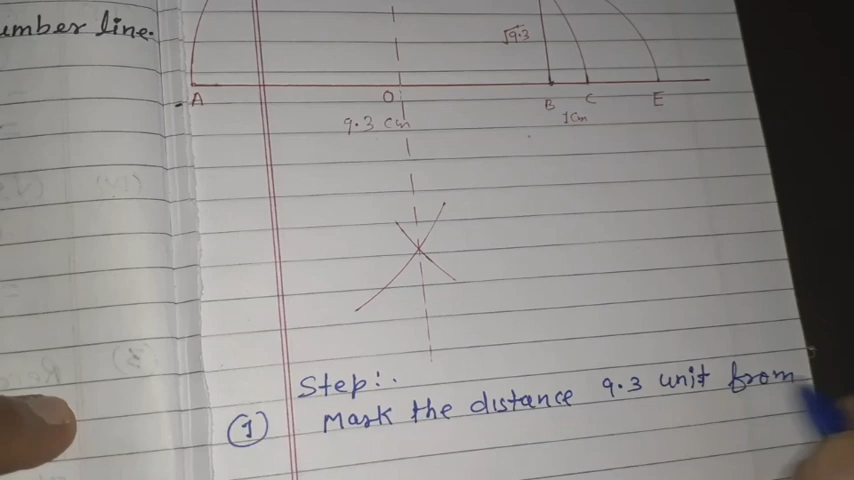 umber line.
√9.3
A
O
B
C
E
9.3 cm
1cm
Step:.
(1) Mark the distance 9.3 unit from